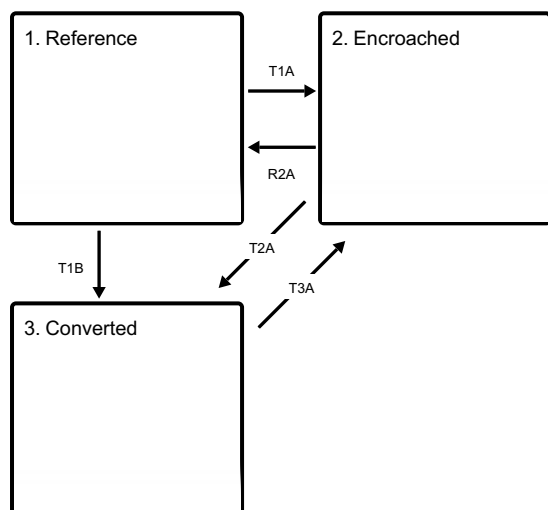 1. Reference
2. Encroached
T1A
R2A
T1B
T2A
T3A
3. Converted